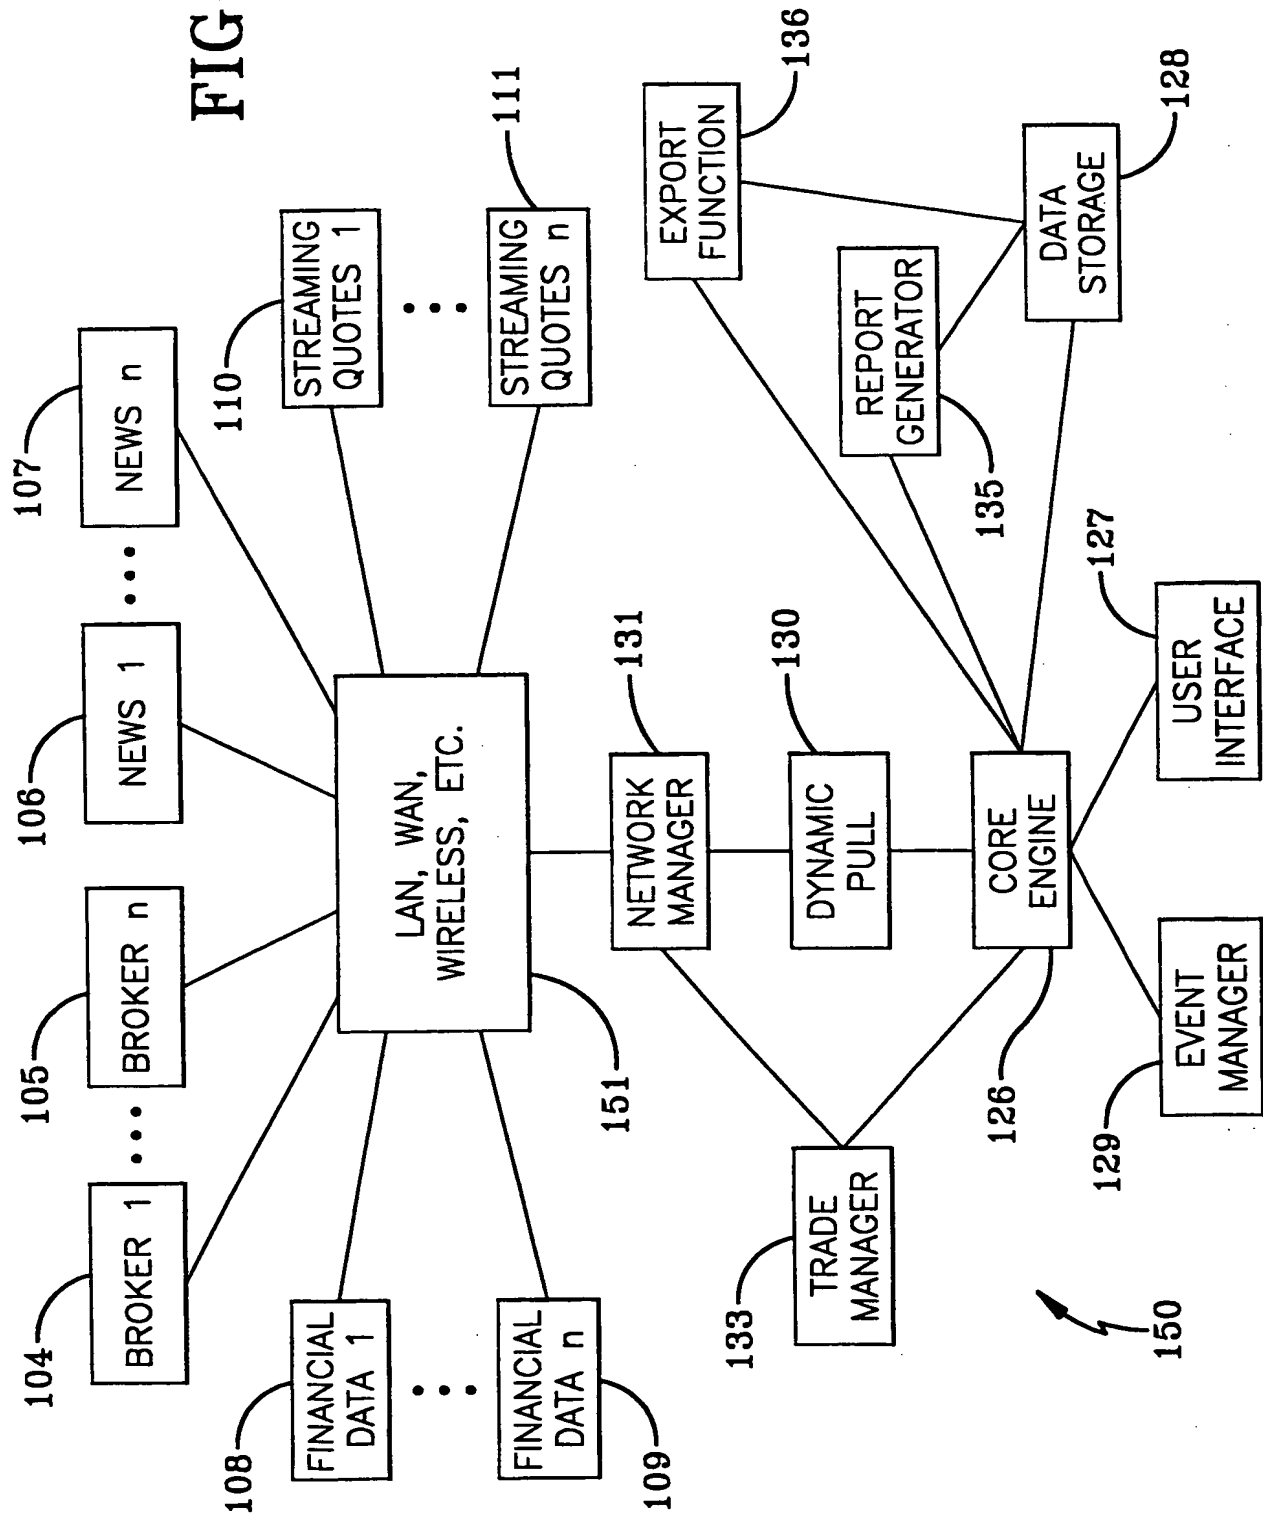 FIG
104
BROKER 1
105
BROKER n
106
NEWS 1
107
NEWS n
108
FINANCIAL
DATA 1
109
FINANCIAL
DATA n
LAN, WAN,
WIRELESS, ETC.
151
110
STREAMING
QUOTES 1
111
STREAMING
QUOTES n
NETWORK
MANAGER
131
133
TRADE
MANAGER
DYNAMIC
PULL
130
EXPORT
FUNCTION
136
REPORT
GENERATOR
135
126
CORE
ENGINE
DATA
STORAGE
128
129
EVENT
MANAGER
USER
INTERFACE
127
150